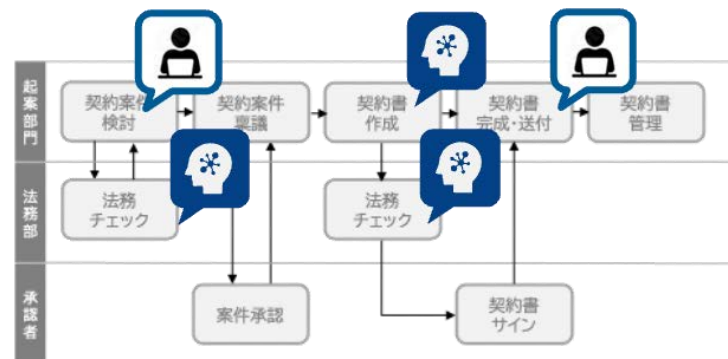 起案部門
契約案件
検討
契約案件
稟議
契約書
作成
契約書
完成・送付
契約書
管理
法務部
法務
チェック
法務
チェック
承認者
案件承認
契約書
サイン